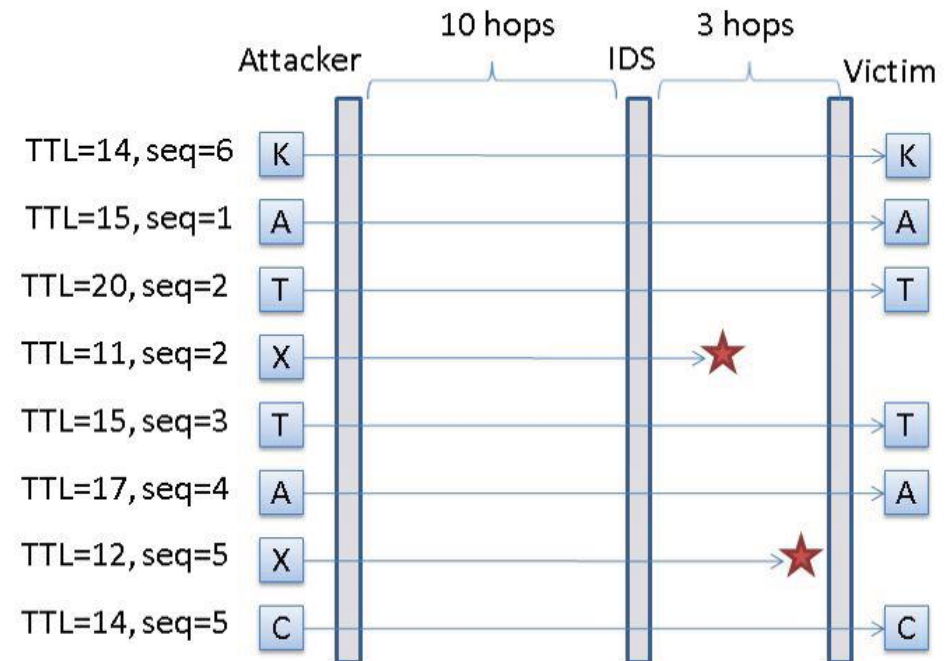 10 hops 3 hops
Attacker IDS Victim
TTL=14, seq=6 K K
TTL=15, seq=1 A A
TTL=20, seq=2 T T
TTL=11, seq=2 X
TTL=15, seq=3 T T
TTL=17, seq=4 A A
TTL=12, seq=5 X
TTL=14, seq=5 C C